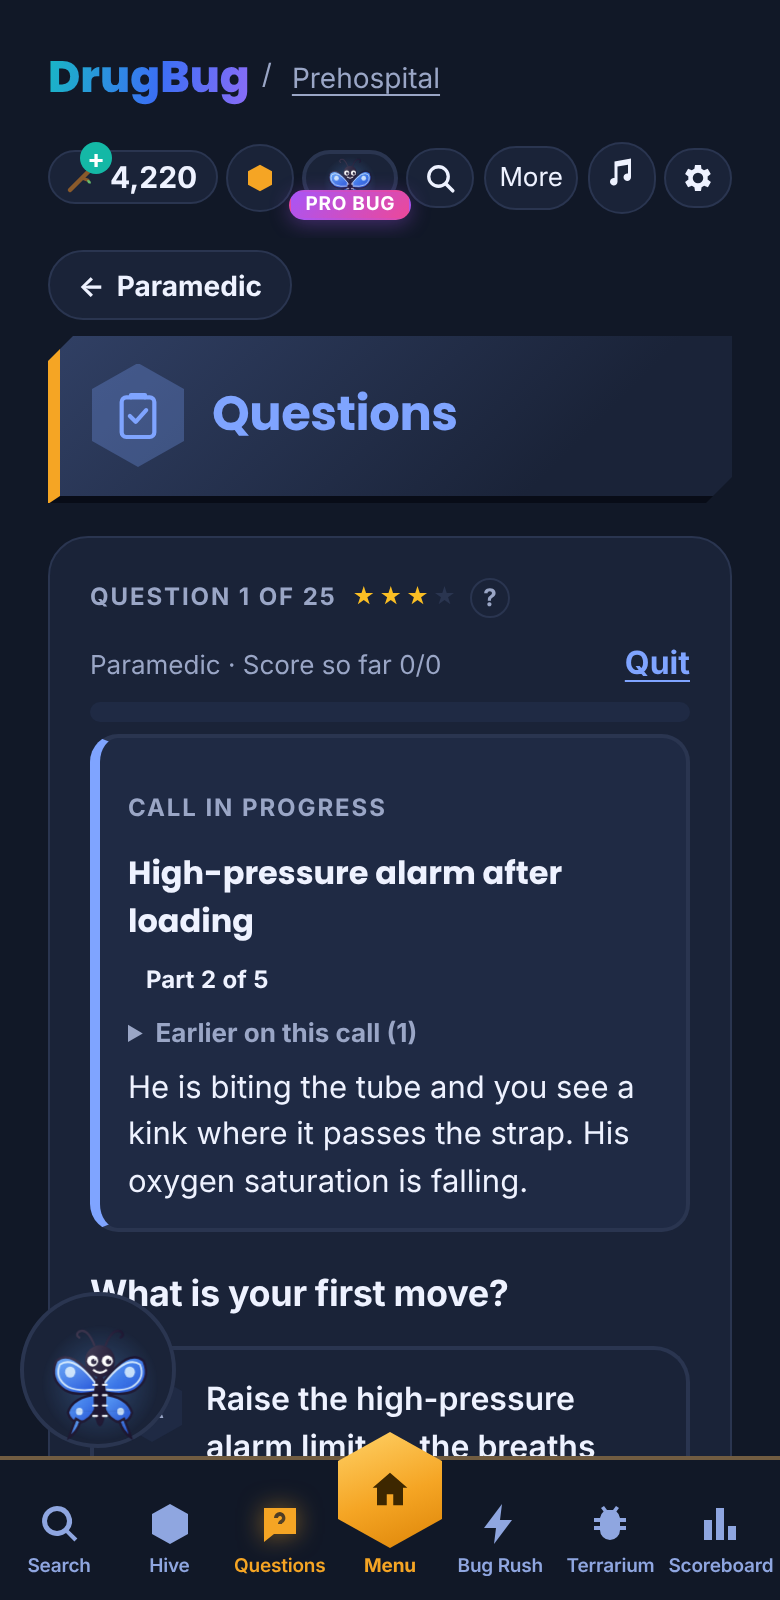 DrugBug / Prehospital
+ 4,220
PRO BUG
More
← Paramedic
Questions
QUESTION 1 OF 25 ?
Paramedic · Score so far 0/0
Quit
CALL IN PROGRESS
High-pressure alarm after
loading
Part 2 of 5
Earlier on this call (1)
He is biting the tube and you see a
kink where it passes the strap. His
oxygen saturation is falling.
What is your first move?
Raise the high-pressure
alarm limit the breaths
Search
Hive
Questions
Menu
Bug Rush
Terrarium
Scoreboard